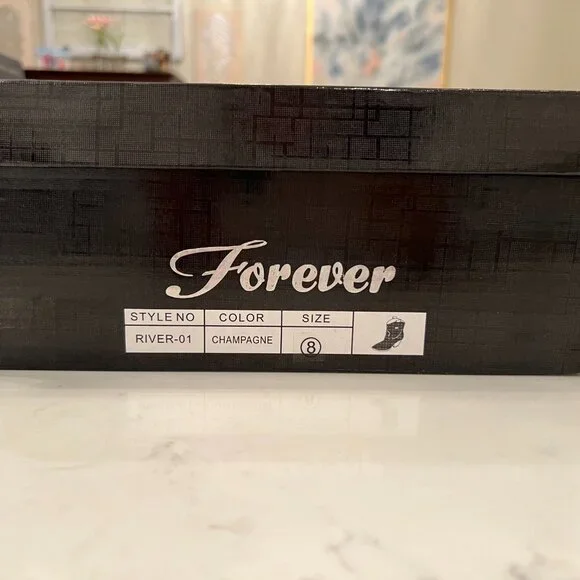 Forever
STYLE NO COLOR SIZE
RIVER-01 CHAMPAGNE 8